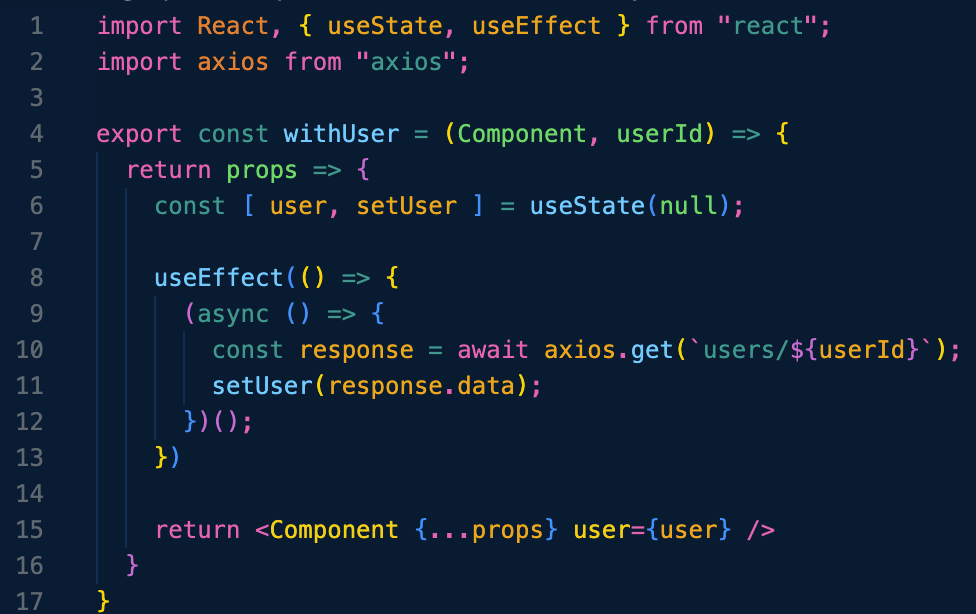 1 import React, { useState, useEffect } from "react";
2 import axios from "axios";
3
4 export const withUser = (Component, userId) => {
5   return props => {
6     const [ user, setUser ] = useState(null);
7
8     useEffect(() => {
9       (async () => {
10         const response = await axios.get(`users/${userId}`);
11         setUser(response.data);
12       })();
13     })
14
15     return <Component {...props} user={user} />
16   }
17 }